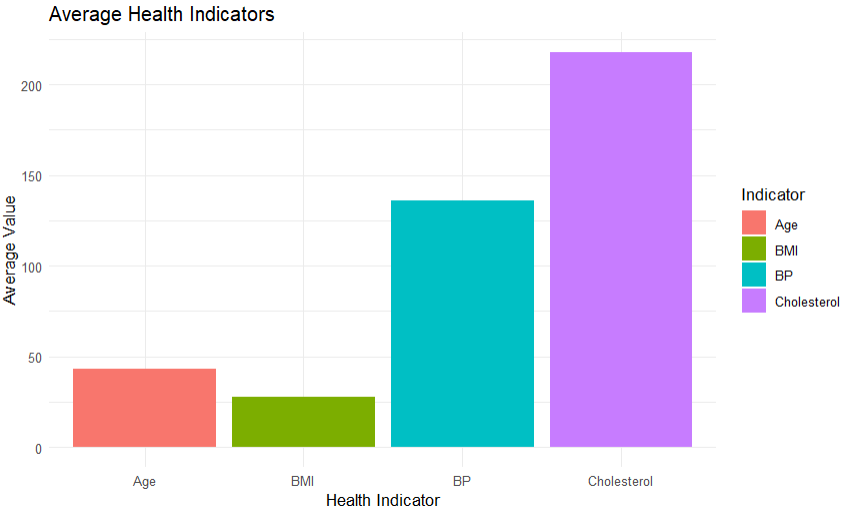 Average Health Indicators
Average Value
200
150
100
50
0
Age
BMI
BP
Cholesterol
Health Indicator
Indicator
Age
BMI
BP
Cholesterol